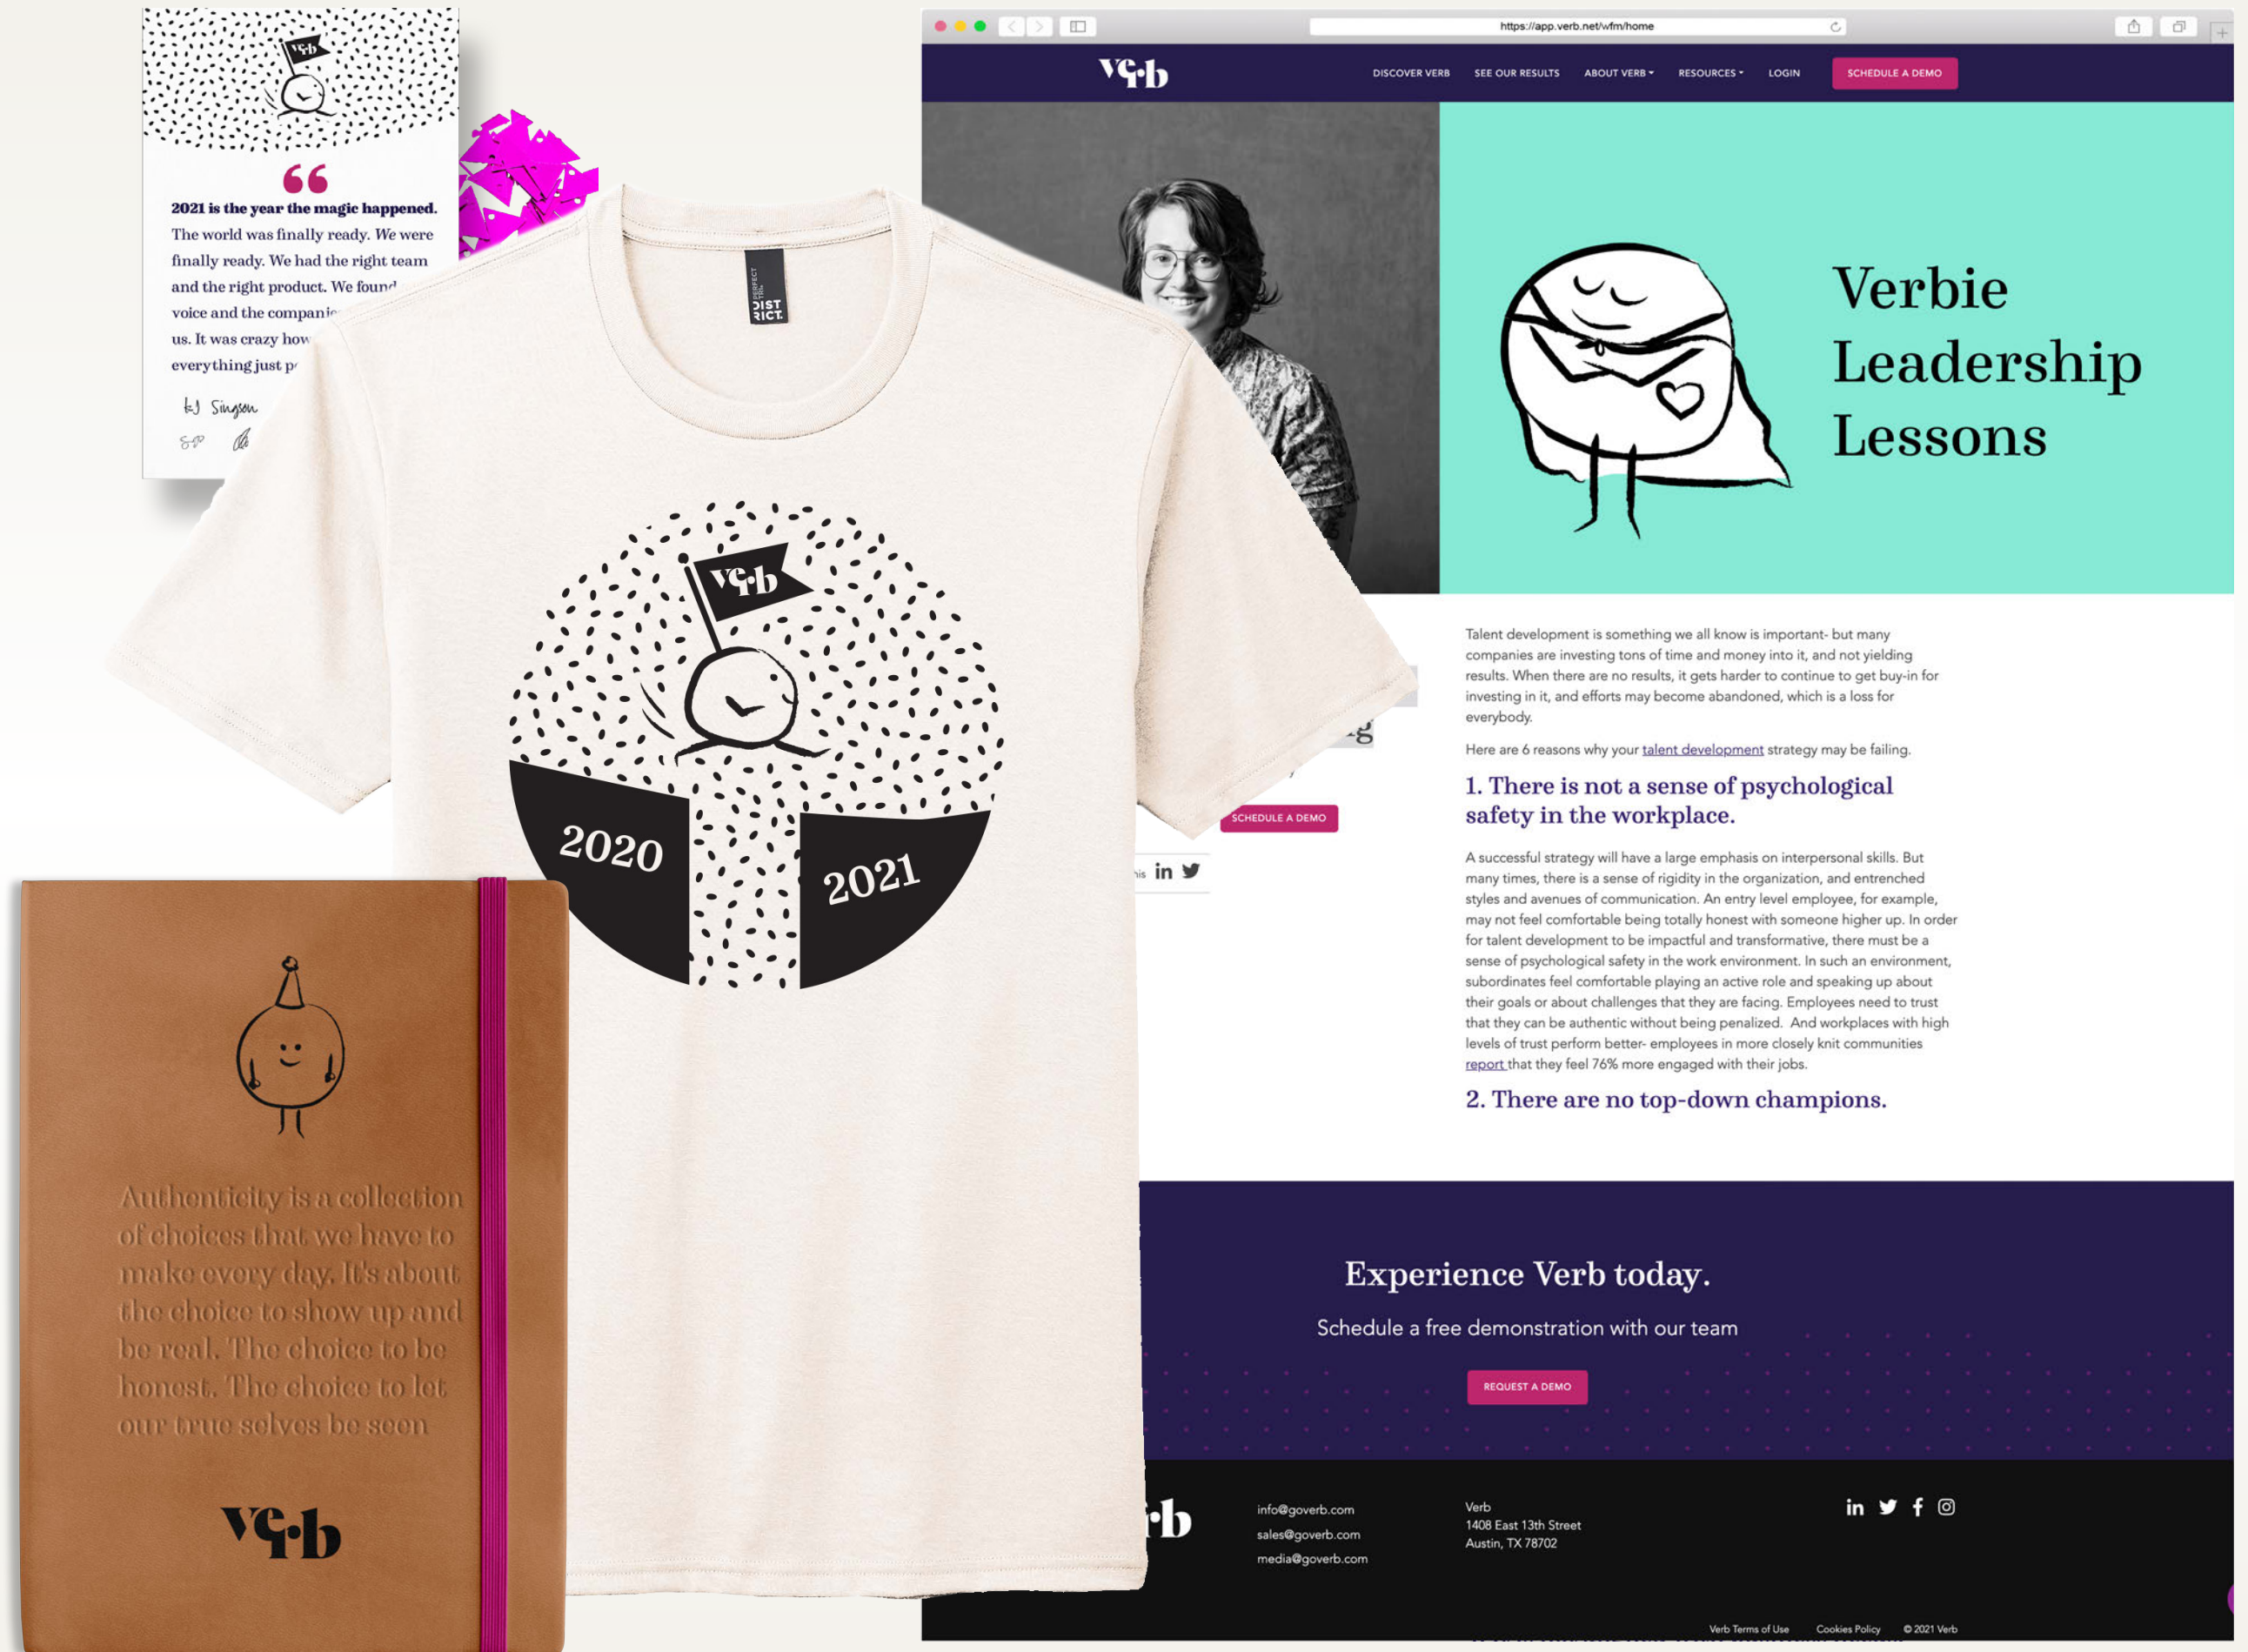 verb
2021 is the year the magic happened.
The world was finally ready. We were
finally ready. We had the right team
and the right product. We found
voice and the companie
us. It was crazy how
everything just p
KJ Singson
PERFECT
DIST
RICT.
verb
2020
2021
Authenticity is a collection
of choices that we have to
make every day. It's about
the choice to show up and
be real. The choice to be
honest. The choice to let
our true selves be seen
verb
https://app.verb.net/wfm/home
verb
DISCOVER VERB SEE OUR RESULTS ABOUT VERB RESOURCES LOGIN SCHEDULE A DEMO
Verbie
Leadership
Lessons
Talent development is something we all know is important- but many
companies are investing tons of time and money into it, and not yielding
results. When there are no results, it gets harder to continue to get buy-in for
investing in it, and efforts may become abandoned, which is a loss for
everybody.
Here are 6 reasons why your talent development strategy may be failing.
1. There is not a sense of psychological
safety in the workplace.
A successful strategy will have a large emphasis on interpersonal skills. But
many times, there is a sense of rigidity in the organization, and entrenched
styles and avenues of communication. An entry level employee, for example,
may not feel comfortable being totally honest with someone higher up. In order
for talent development to be impactful and transformative, there must be a
sense of psychological safety in the work environment. In such an environment,
subordinates feel comfortable playing an active role and speaking up about
their goals or about challenges that they are facing. Employees need to trust
that they can be authentic without being penalized. And workplaces with high
levels of trust perform better- employees in more closely knit communities
report that they feel 76% more engaged with their jobs.
2. There are no top-down champions.
SCHEDULE A DEMO
his
Experience Verb today.
Schedule a free demonstration with our team
REQUEST A DEMO
rb
info@goverb.com
sales@goverb.com
media@goverb.com
Verb
1408 East 13th Street
Austin, TX 78702
Verb Terms of Use Cookies Policy © 2021 Verb